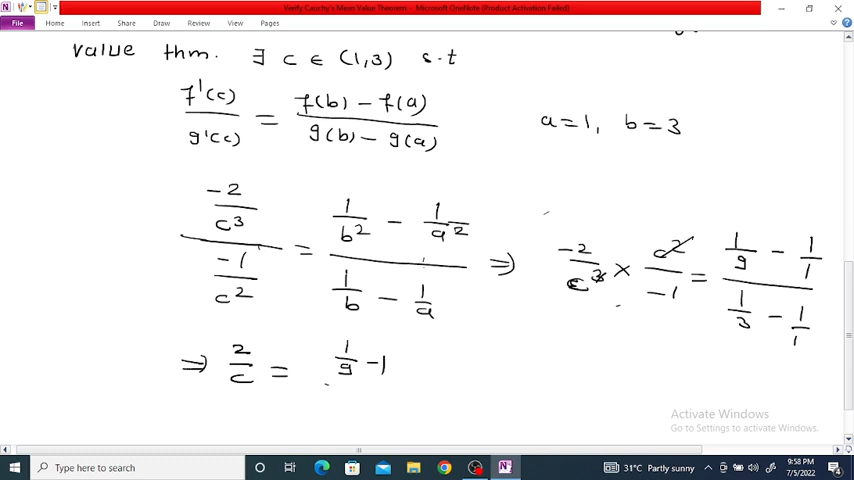 Verify Cauchy's Mean Value Theorem - Microsoft OneNote (Product Activation Failed)
File Home Insert Share Draw Review View Pages
value thm. ∃ c ∈ (1,3) s.t
f'(c)/g'(c) = (f(b) - f(a))/(g(b) - g(a)) a=1, b=3
(-2/c³)/(-1/c²) = (1/b² - 1/a²)/(1/b - 1/a) ⇒ -2/c³ × c²/-1 = (1/9 - 1/1)/(1/3 - 1/1)
⇒ 2/c = 1/9 - 1
Activate Windows
Go to Settings to activate Windows.
Type here to search
31°C Partly sunny
9:58 PM
7/5/2022
4